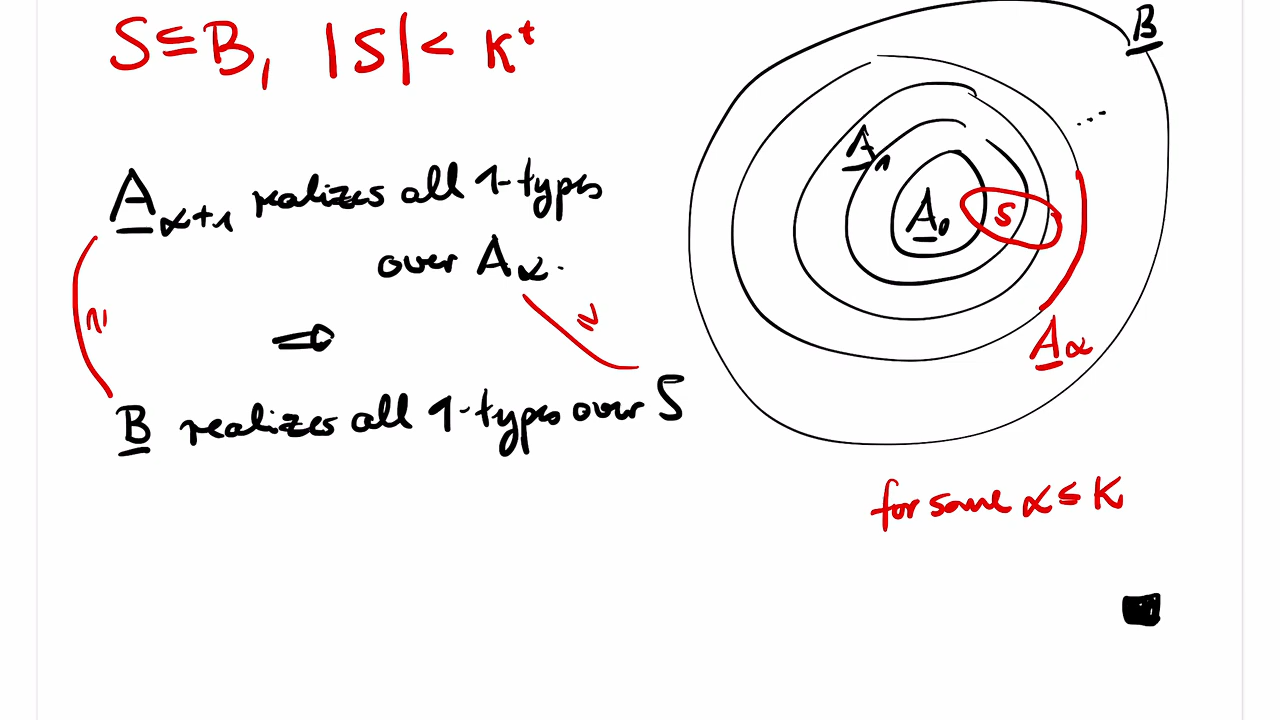 S ⊆ B, |S| < κ⁺
B
A₁
...
A₀
S
A_{α+1} realizes all 1-types
over A_α.
⊆
⊇
A_α
⇒
B realizes all 1-types over S
for some α ≤ κ